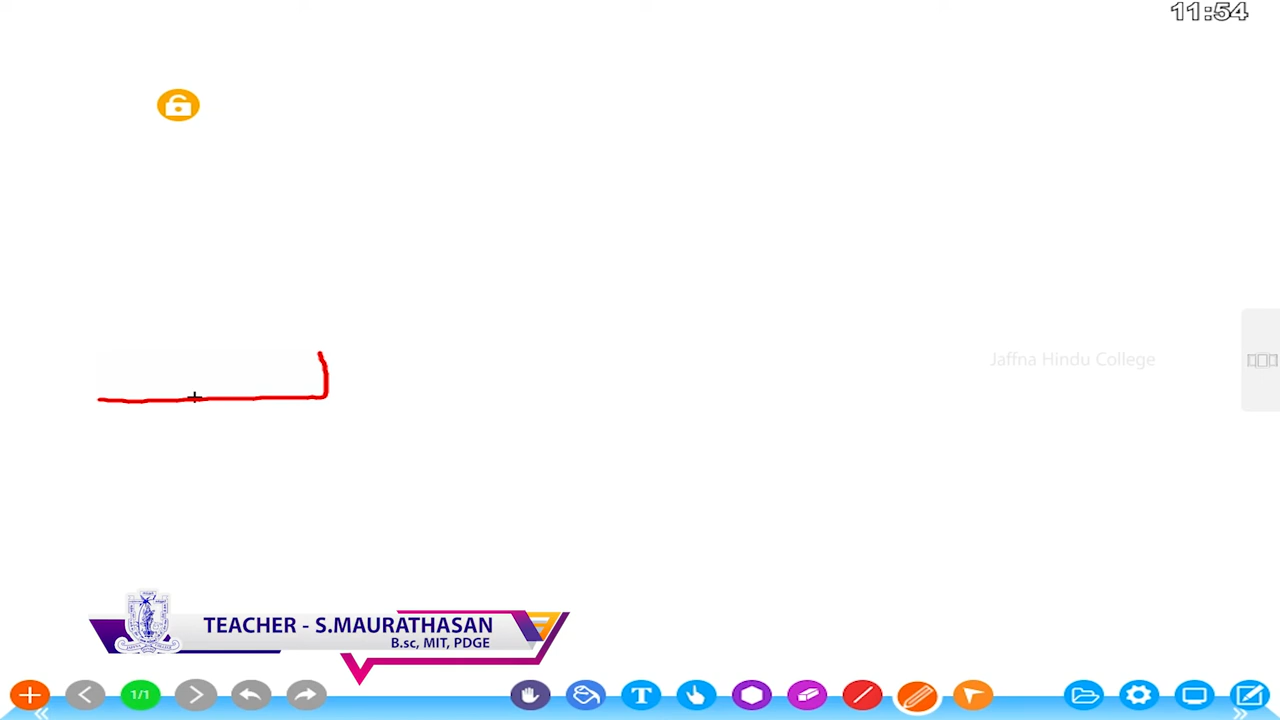 11:54
Jaffna Hindu College
TEACHER - S.MAURATHASAN
B.sc, MIT, PDGE
1/1
T